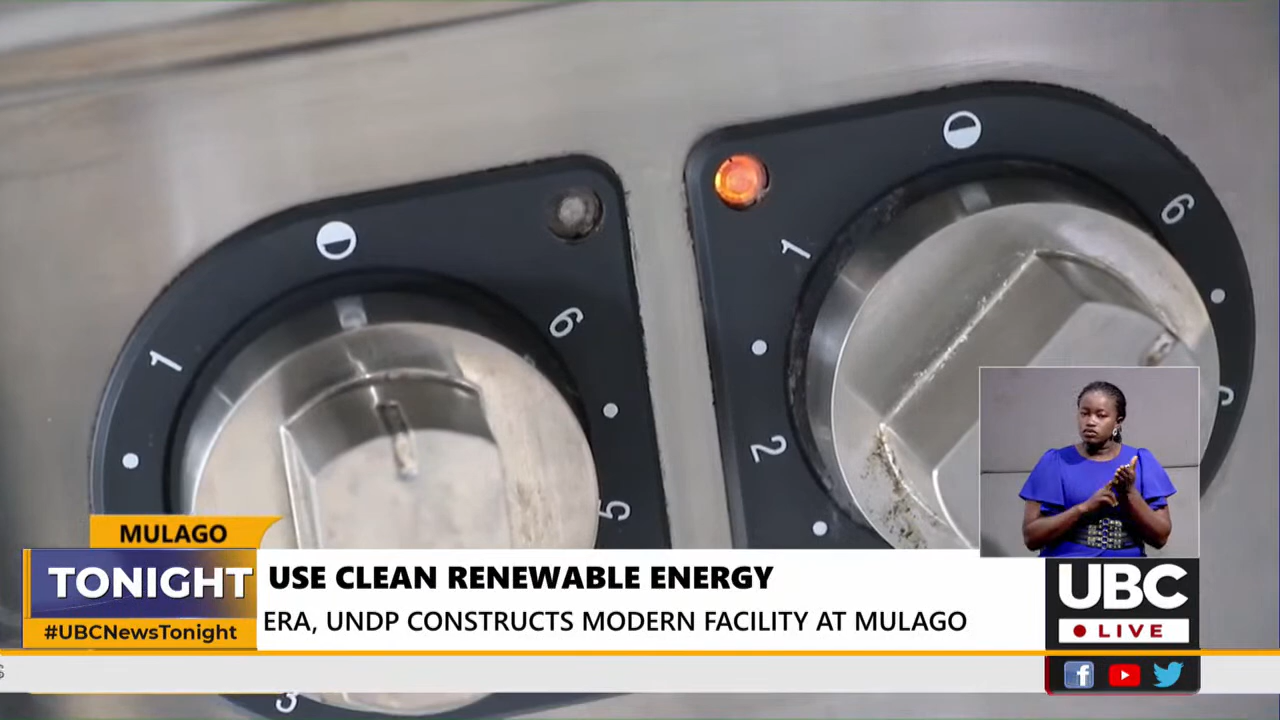 1
6
5
3
1
2
6
MULAGO
TONIGHT
#UBCNewsTonight
USE CLEAN RENEWABLE ENERGY
ERA, UNDP CONSTRUCTS MODERN FACILITY AT MULAGO
UBC
LIVE